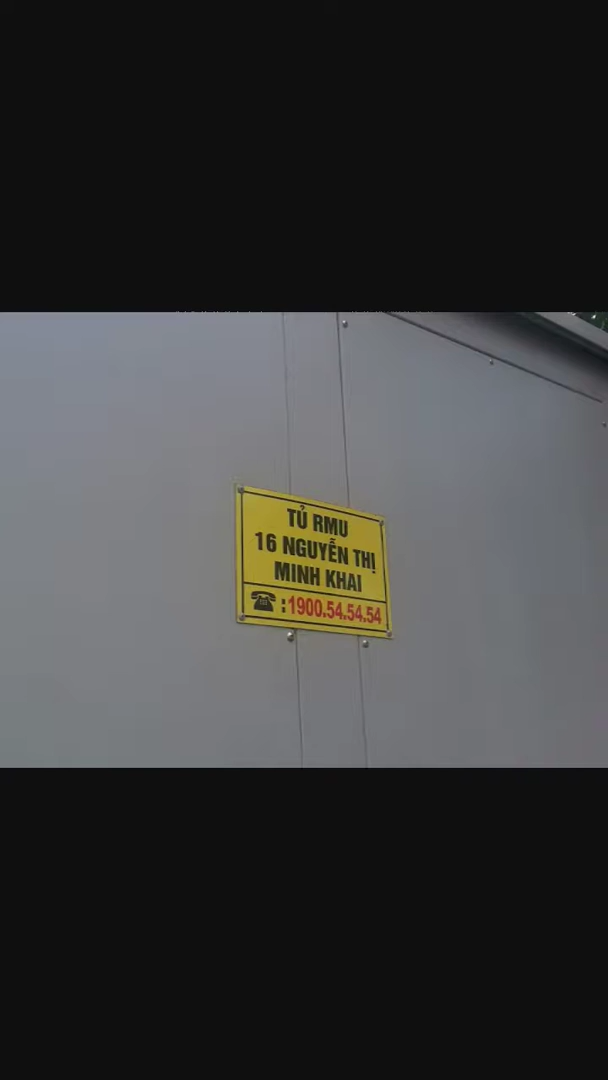 TỦ RMU
16 NGUYỄN THỊ
MINH KHAI
☎:1900.54.54.54